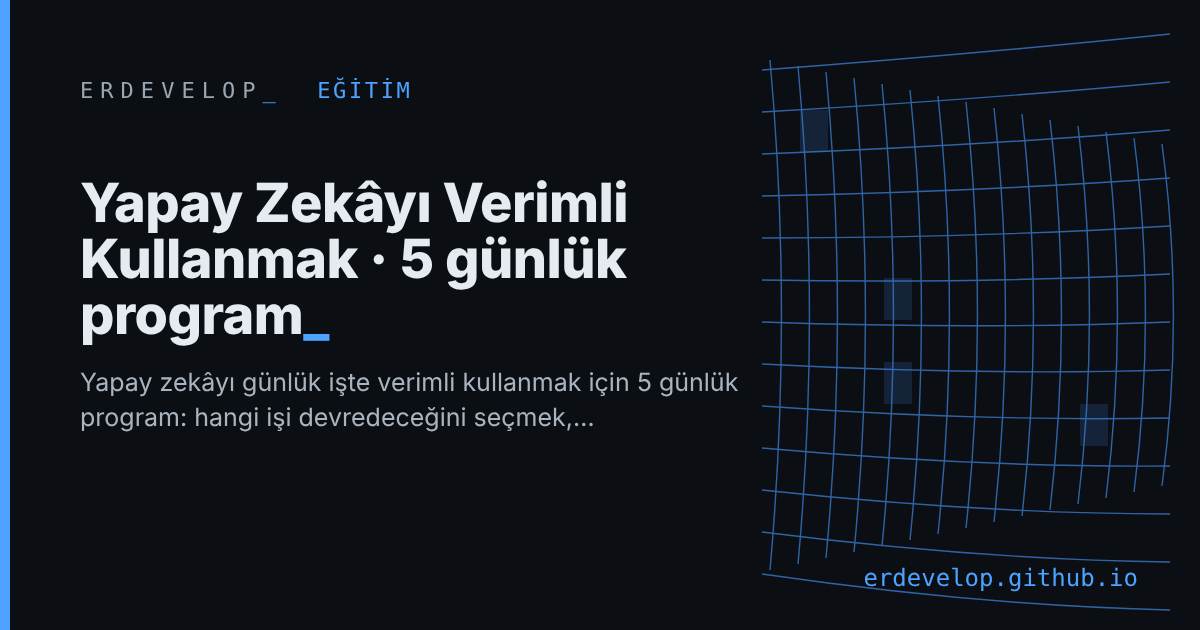 ERDEVELOP_ EĞİTİM
Yapay Zekâyı Verimli
Kullanmak · 5 günlük
program_
Yapay zekâyı günlük işte verimli kullanmak için 5 günlük
program: hangi işi devredeceğini seçmek,...
erdevelop.github.io